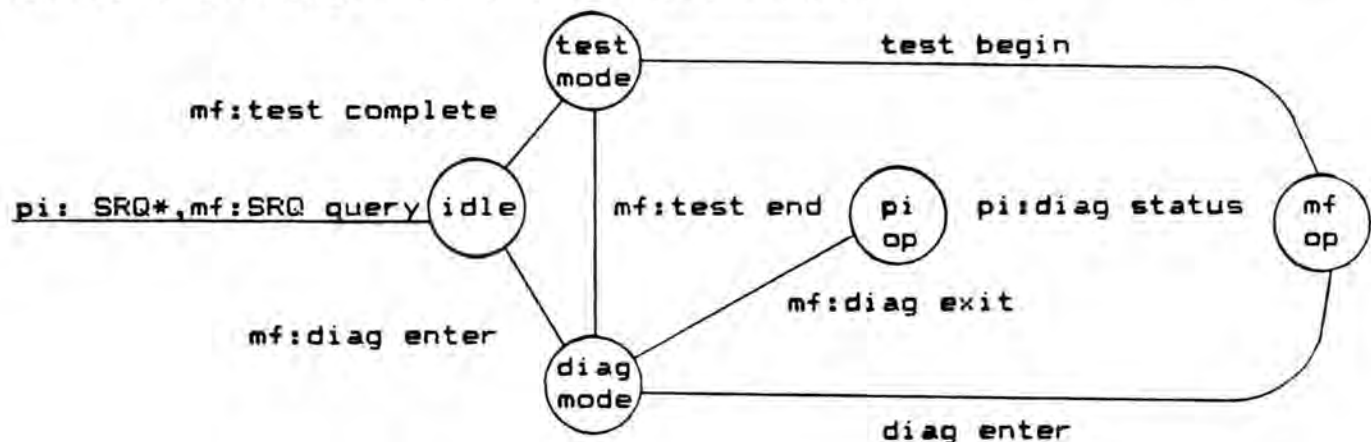 test
mode
test begin
mf:test complete
pi: SRQ*,mf:SRQ query
idle
mf:test end
pi
op
pi:diag status
mf
op
mf:diag exit
mf:diag enter
diag
mode
diag enter